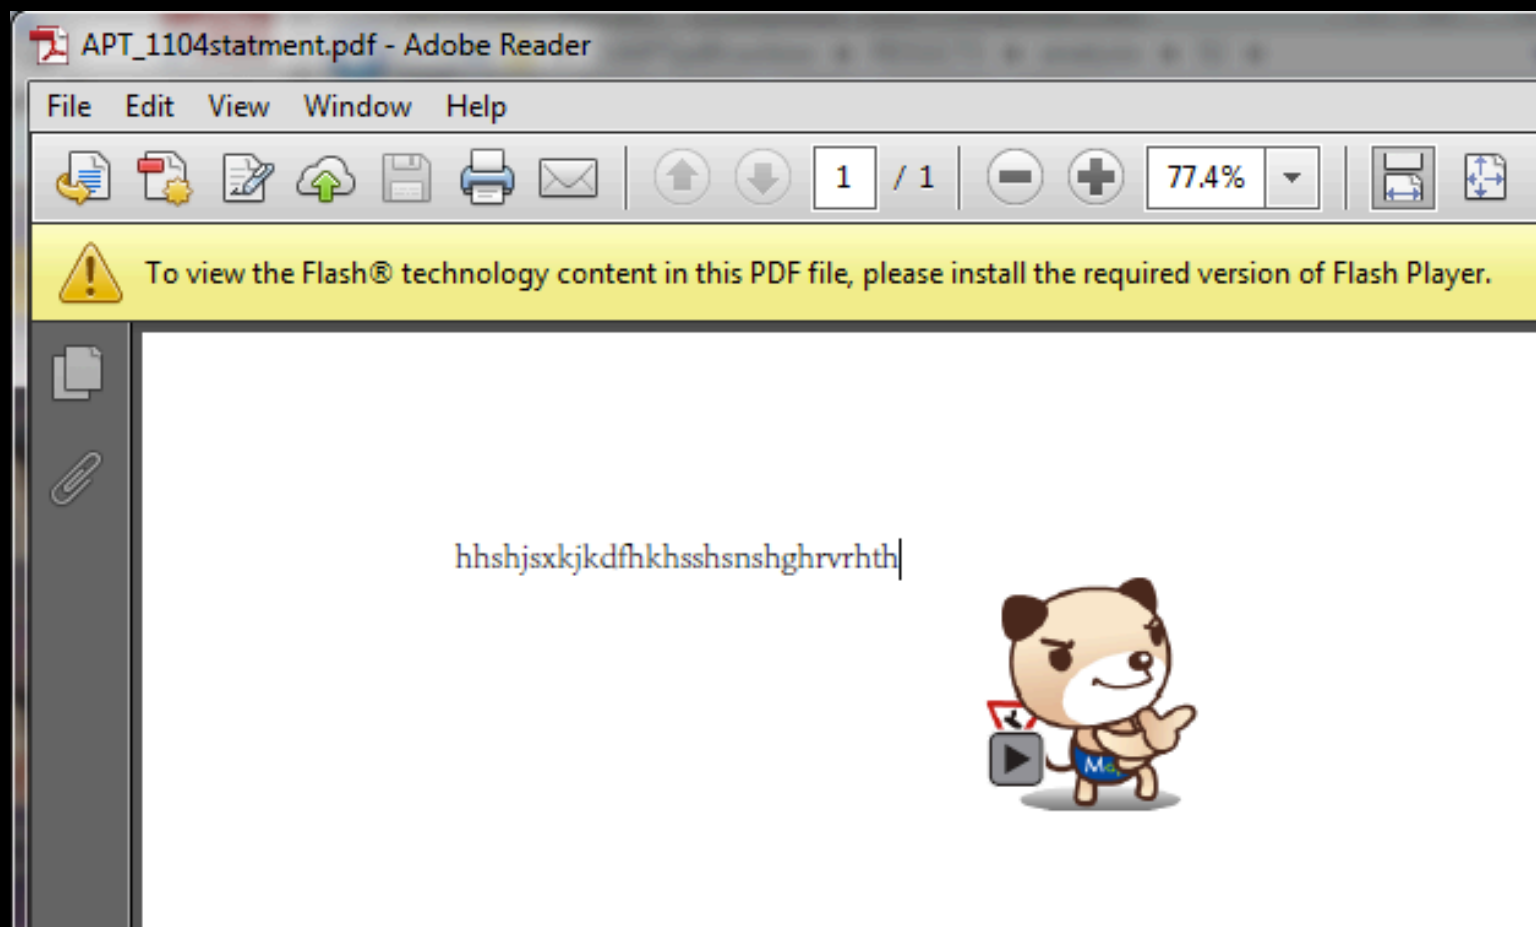 APT_1104statment.pdf - Adobe Reader
File Edit View Window Help
1 / 1 77.4%
To view the Flash® technology content in this PDF file, please install the required version of Flash Player.
hhshjsxkjkdfhkhsshsnshghrvrhth